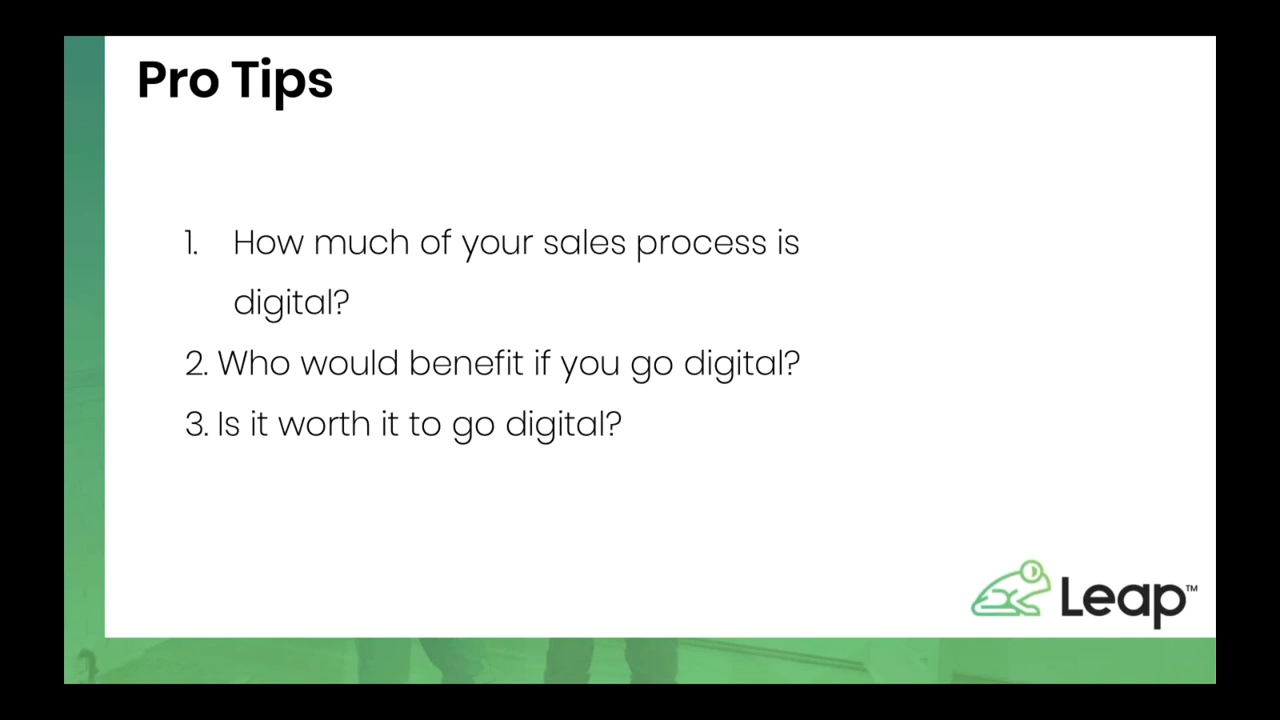 Pro Tips
1. How much of your sales process is
digital?
2. Who would benefit if you go digital?
3. Is it worth it to go digital?
Leap™